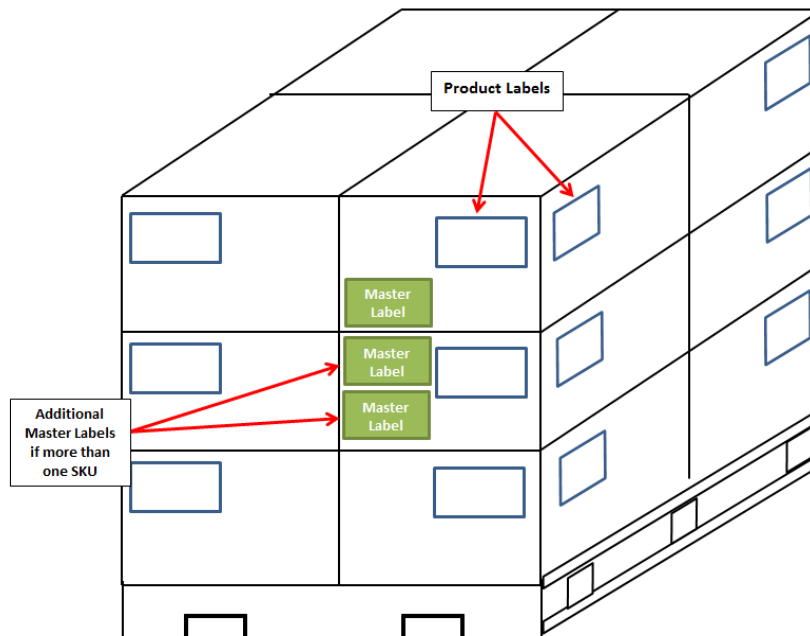 Product Labels
Master
Label
Master
Label
Master
Label
Additional
Master Labels
if more than
one SKU